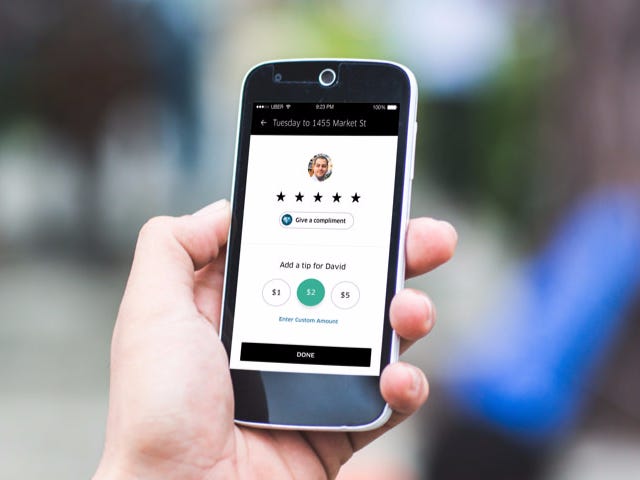 UBER 9:23 PM 100%
Tuesday to 1455 Market St
Give a compliment
Add a tip for David
$1 $2 $5
Enter Custom Amount
DONE